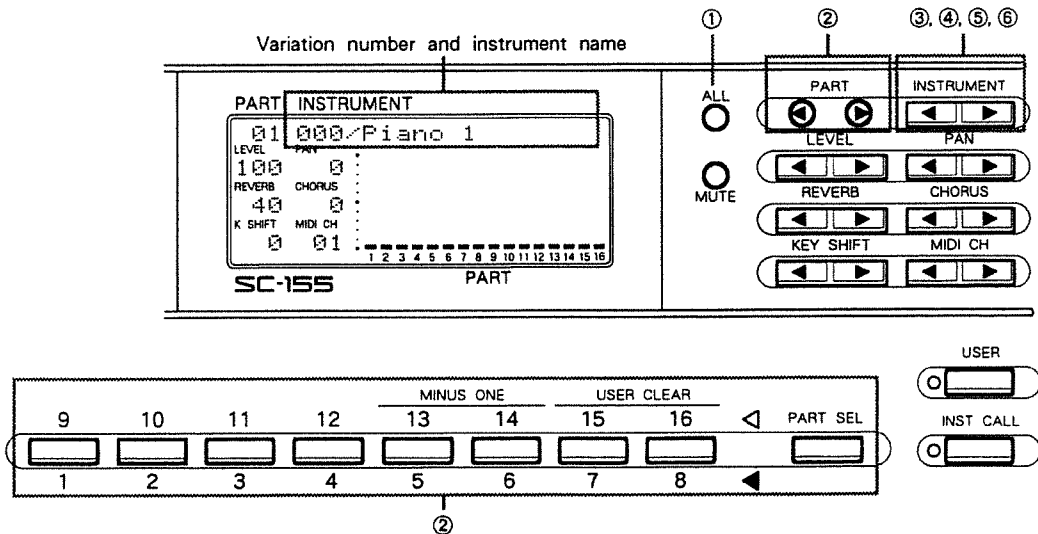 ① ② ③, ④, ⑤, ⑥
Variation number and instrument name
PART INSTRUMENT
01 000/Piano 1
LEVEL PAN
100 0
REVERB CHORUS
40 0
K SHIFT MIDI CH
0 01
1 2 3 4 5 6 7 8 9 10 11 12 13 14 15 16
PART
SC-155
ALL
MUTE
PART INSTRUMENT
LEVEL PAN
REVERB CHORUS
KEY SHIFT MIDI CH
USER
INST CALL
MINUS ONE USER CLEAR
9 10 11 12 13 14 15 16 PART SEL
1 2 3 4 5 6 7 8
②